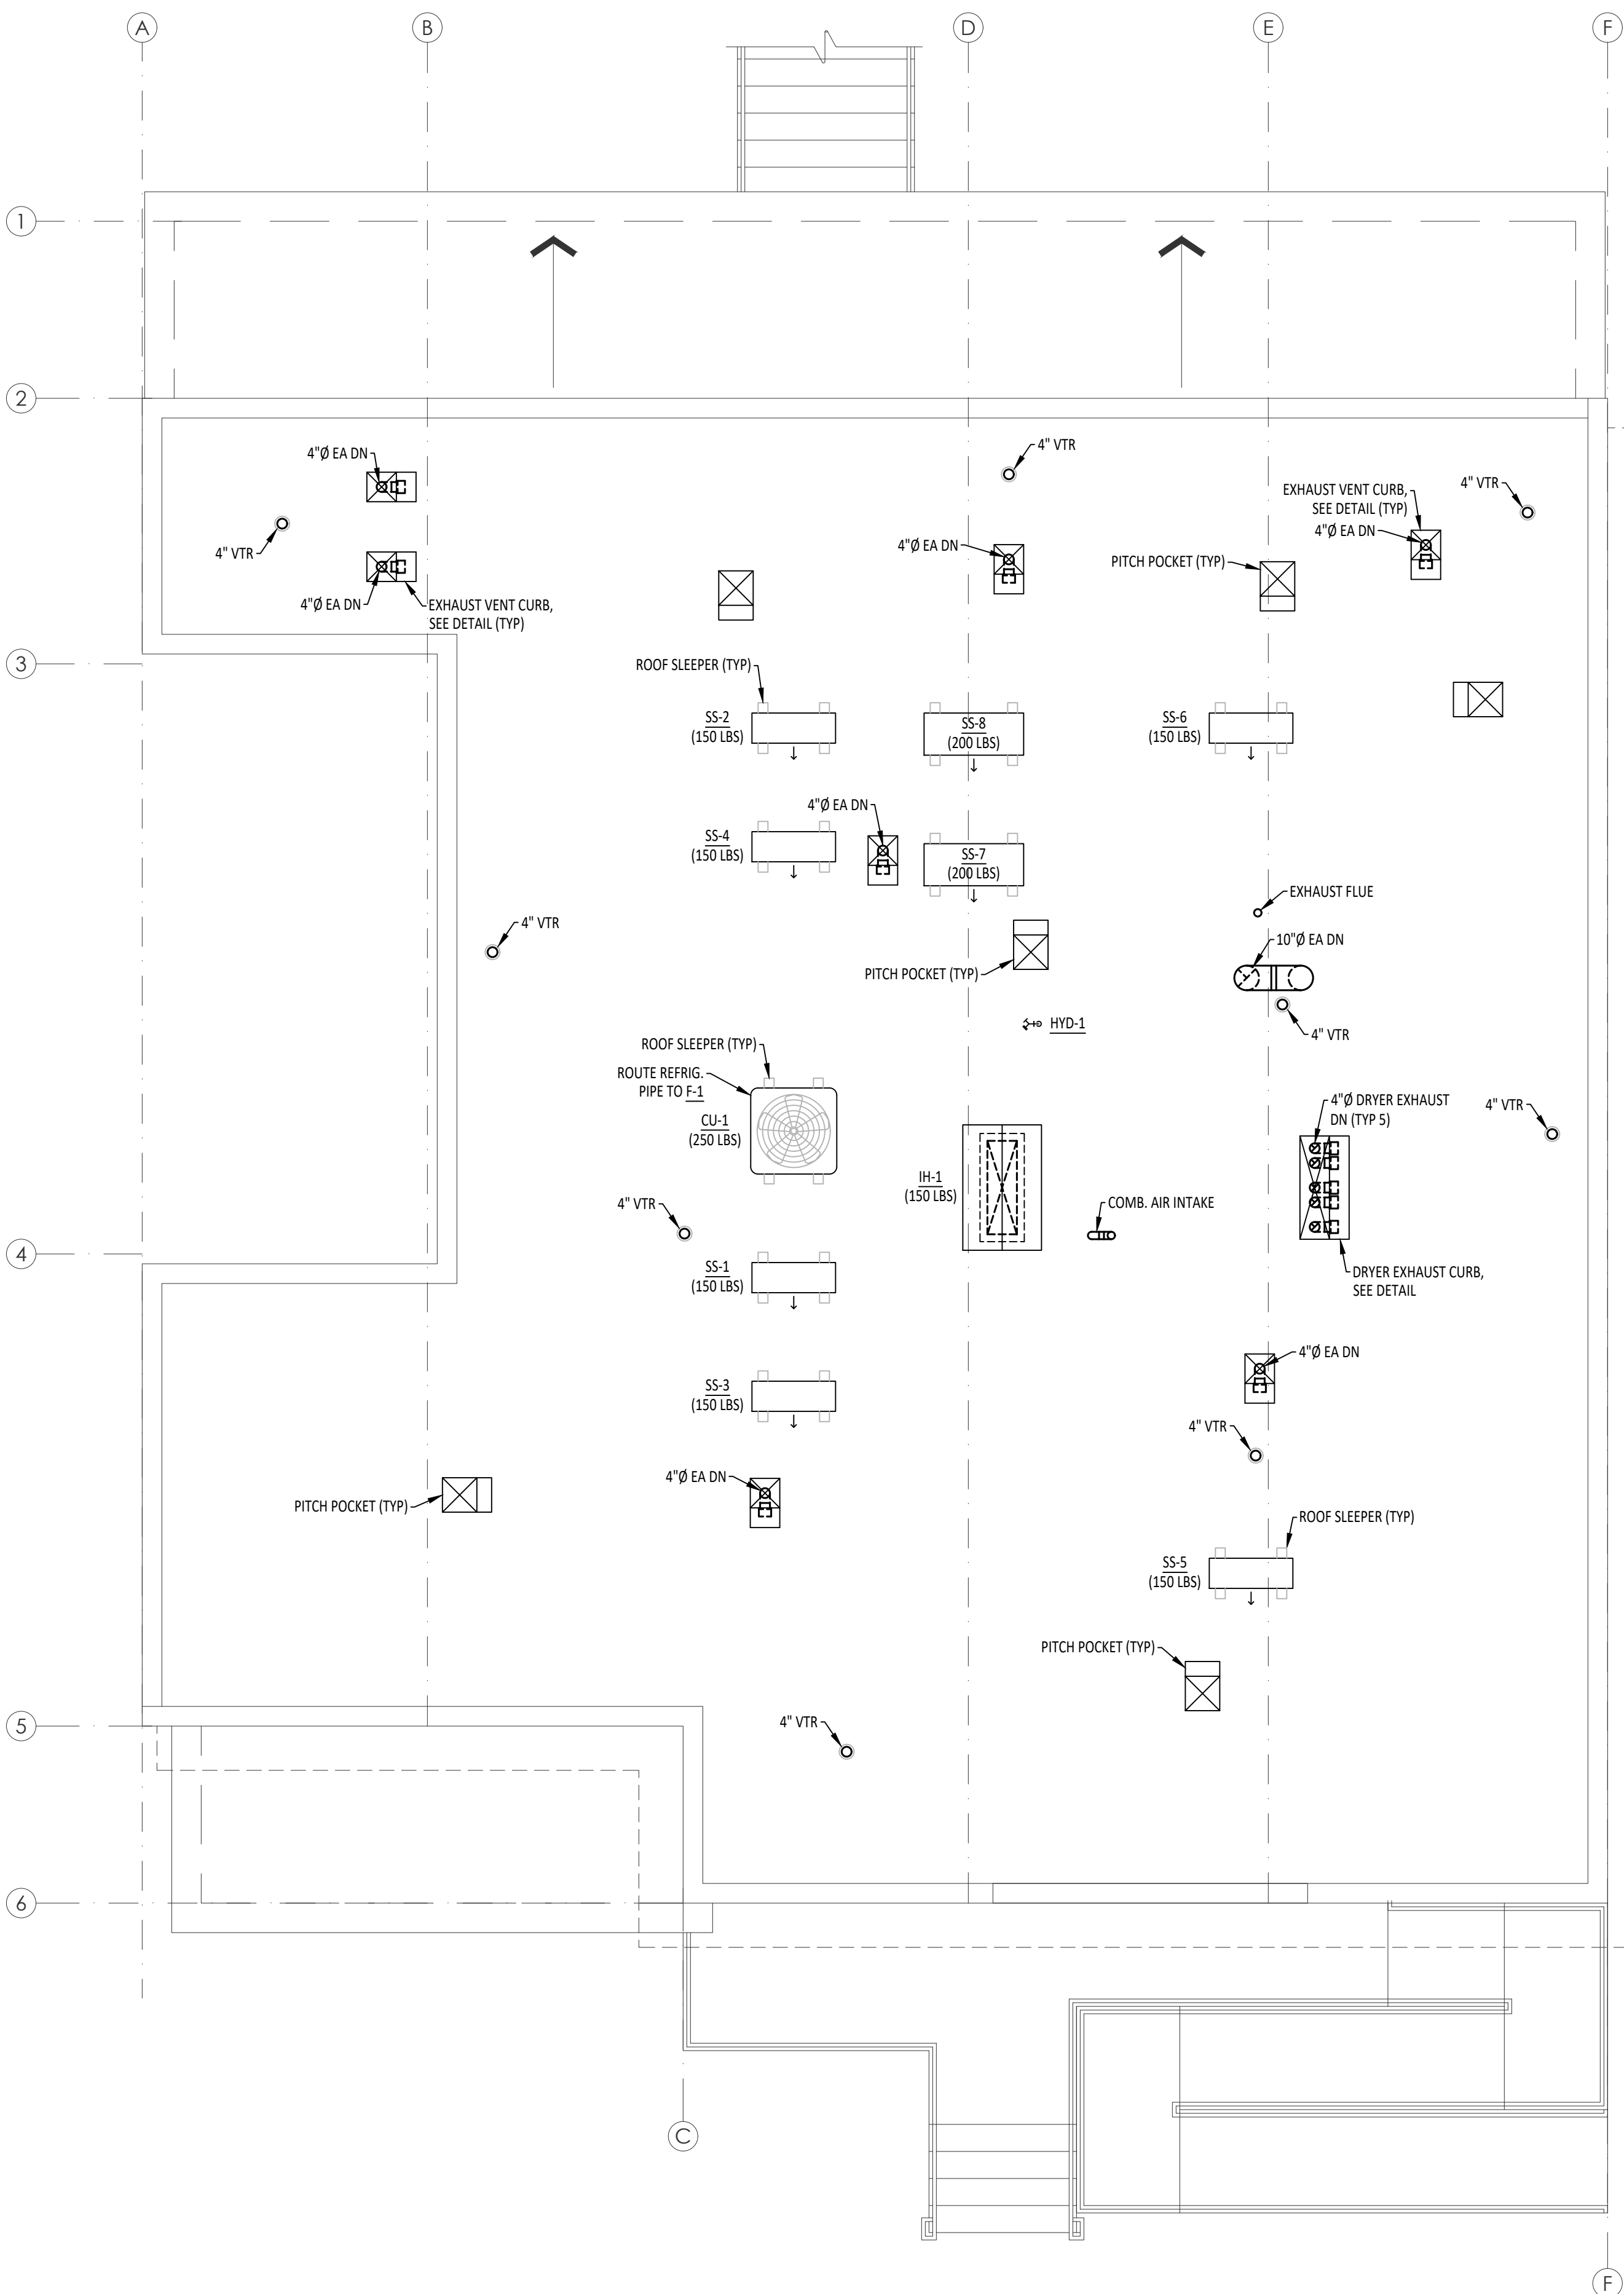 A
B
D
E
F
1
2
4" VTR
4"Ø EA DN
EXHAUST VENT CURB,
SEE DETAIL (TYP)
4" VTR
4"Ø EA DN
4"Ø EA DN
4" VTR
PITCH POCKET (TYP)
4"Ø EA DN
EXHAUST VENT CURB,
SEE DETAIL (TYP)
3
ROOF SLEEPER (TYP)
SS-2
(150 LBS)
SS-8
(200 LBS)
SS-6
(150 LBS)
4"Ø EA DN
SS-4
(150 LBS)
SS-7
(200 LBS)
EXHAUST FLUE
4" VTR
10"Ø EA DN
PITCH POCKET (TYP)
HYD-1
4" VTR
ROOF SLEEPER (TYP)
ROUTE REFRIG.
PIPE TO F-1
CU-1
(250 LBS)
4"Ø DRYER EXHAUST
DN (TYP 5)
4" VTR
IH-1
(150 LBS)
4" VTR
COMB. AIR INTAKE
4
SS-1
(150 LBS)
DRYER EXHAUST CURB,
SEE DETAIL
4"Ø EA DN
SS-3
(150 LBS)
4" VTR
4"Ø EA DN
PITCH POCKET (TYP)
ROOF SLEEPER (TYP)
SS-5
(150 LBS)
PITCH POCKET (TYP)
5
4" VTR
6
C
F